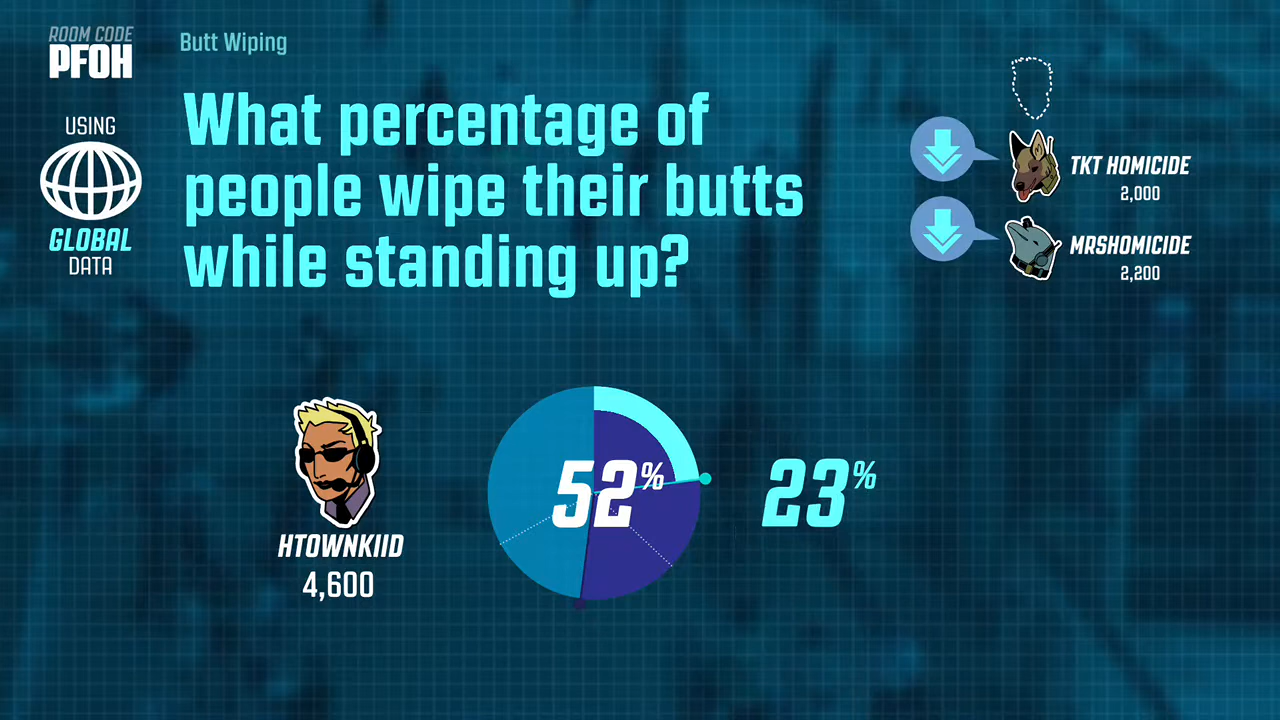 ROOM CODE
PFOH
Butt Wiping
USING
GLOBAL
DATA
What percentage of
people wipe their butts
while standing up?
TKT HOMICIDE
2,000
MRSHOMICIDE
2,200
52%
23%
HTOWNKIID
4,600